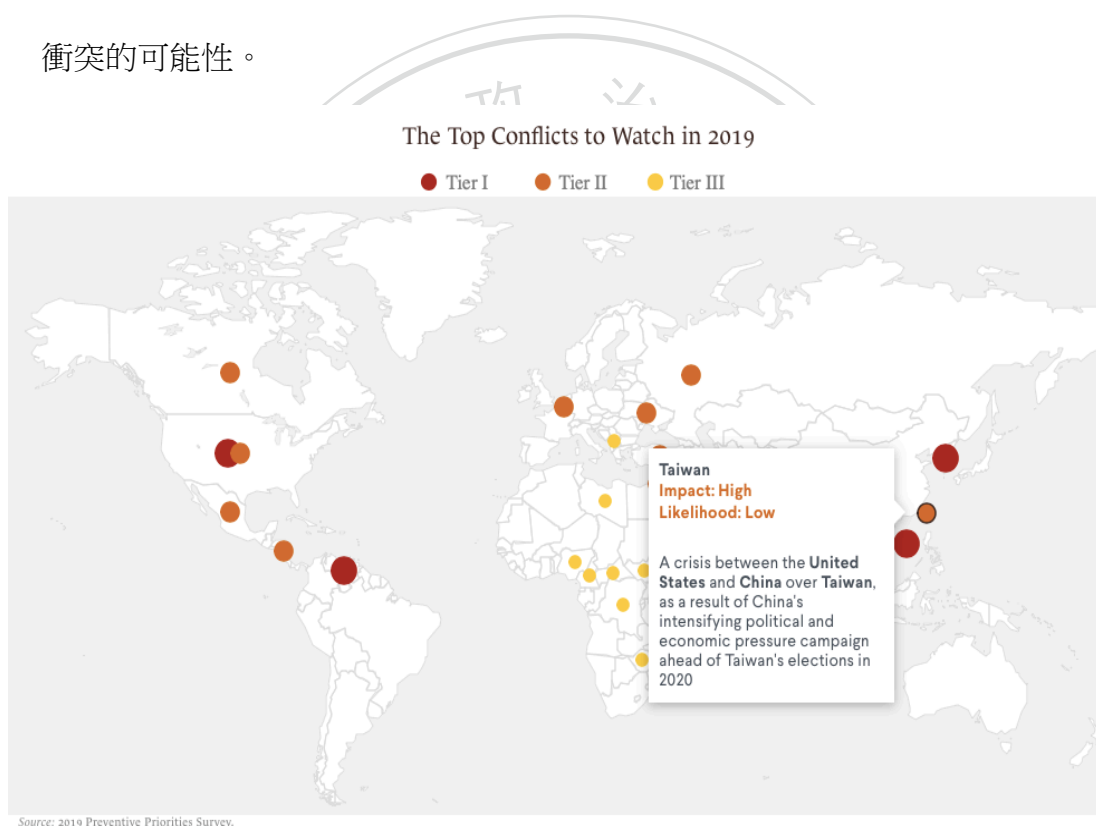 衝突的可能性。
政 治
The Top Conflicts to Watch in 2019
Tier I Tier II Tier III
Taiwan
Impact: High
Likelihood: Low
A crisis between the United
States and China over Taiwan,
as a result of China's
intensifying political and
economic pressure campaign
ahead of Taiwan's elections in
2020
Source: 2019 Preventive Priorities Survey.